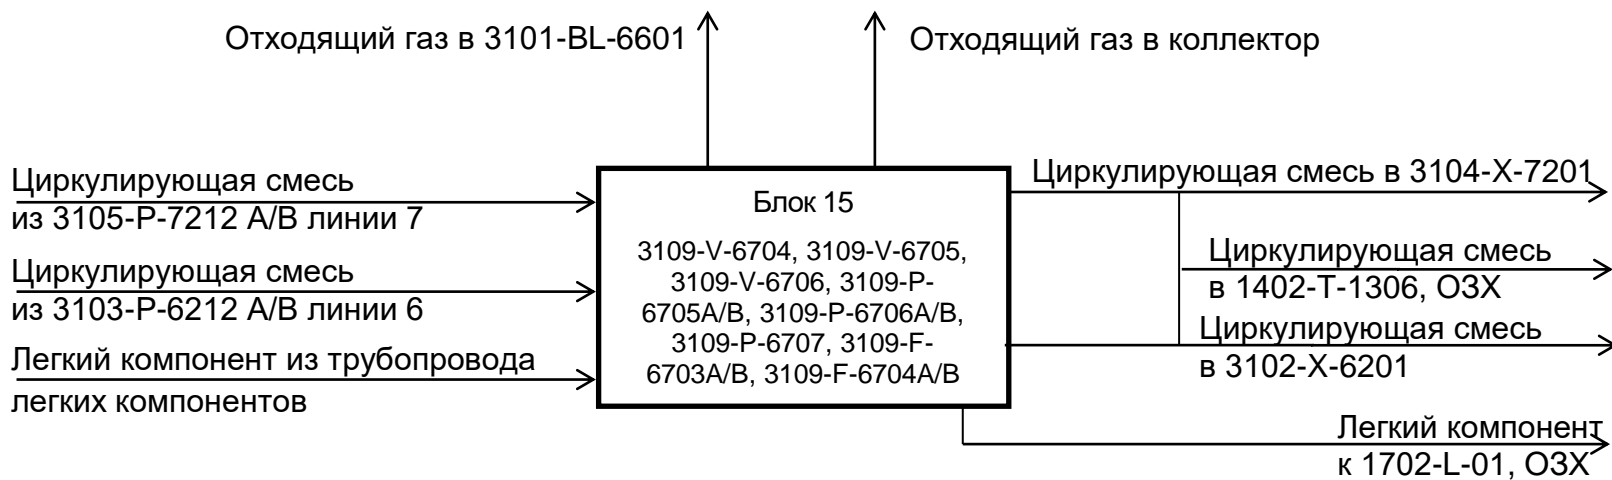 Отходящий газ в 3101-BL-6601
Отходящий газ в коллектор
Циркулирующая смесь
из 3105-P-7212 A/B линии 7
Циркулирующая смесь
из 3103-P-6212 A/B линии 6
Легкий компонент из трубопровода
легких компонентов
Блок 15
3109-V-6704, 3109-V-6705,
3109-V-6706, 3109-P-
6705A/B, 3109-P-6706A/B,
3109-P-6707, 3109-F-
6703A/B, 3109-F-6704A/B
Циркулирующая смесь в 3104-X-7201
Циркулирующая смесь
в 1402-T-1306, ОЗХ
Циркулирующая смесь
в 3102-X-6201
Легкий компонент
к 1702-L-01, ОЗХ